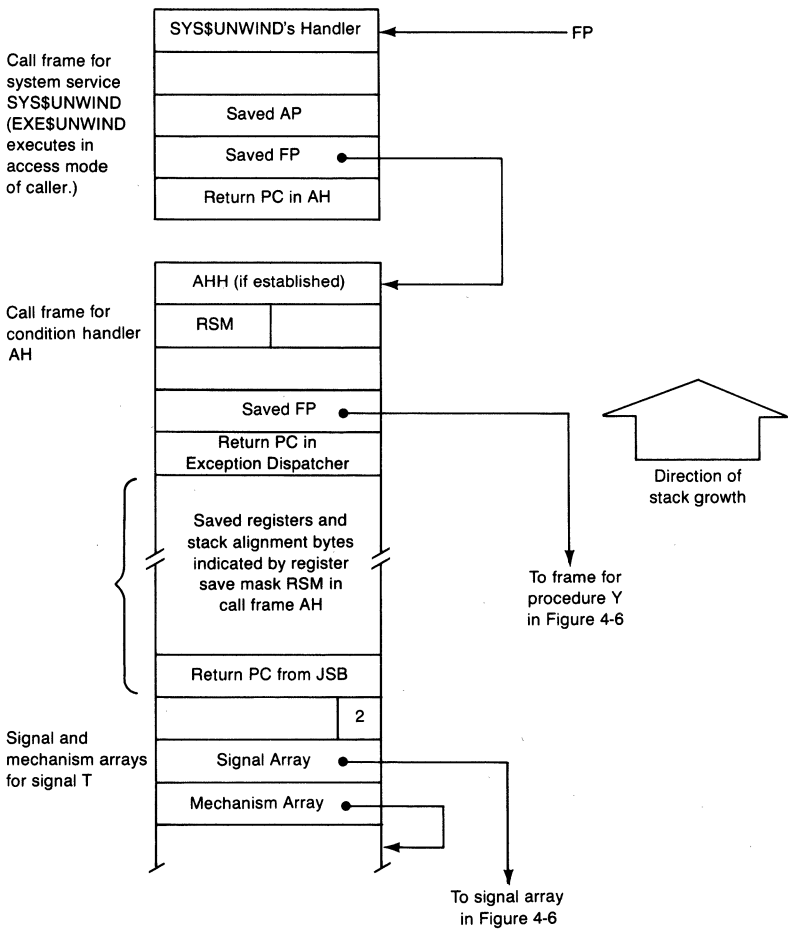 SYS$UNWIND's Handler
FP
Call frame for
system service
SYS$UNWIND
(EXE$UNWIND
executes in
access mode
of caller.)
Saved AP
Saved FP
Return PC in AH
AHH (if established)
Call frame for
condition handler
AH
RSM
Saved FP
Return PC in
Exception Dispatcher
Direction of
stack growth
Saved registers and
stack alignment bytes
indicated by register
save mask RSM in
call frame AH
To frame for
procedure Y
in Figure 4-6
Return PC from JSB
2
Signal and
mechanism arrays
for signal T
Signal Array
Mechanism Array
To signal array
in Figure 4-6